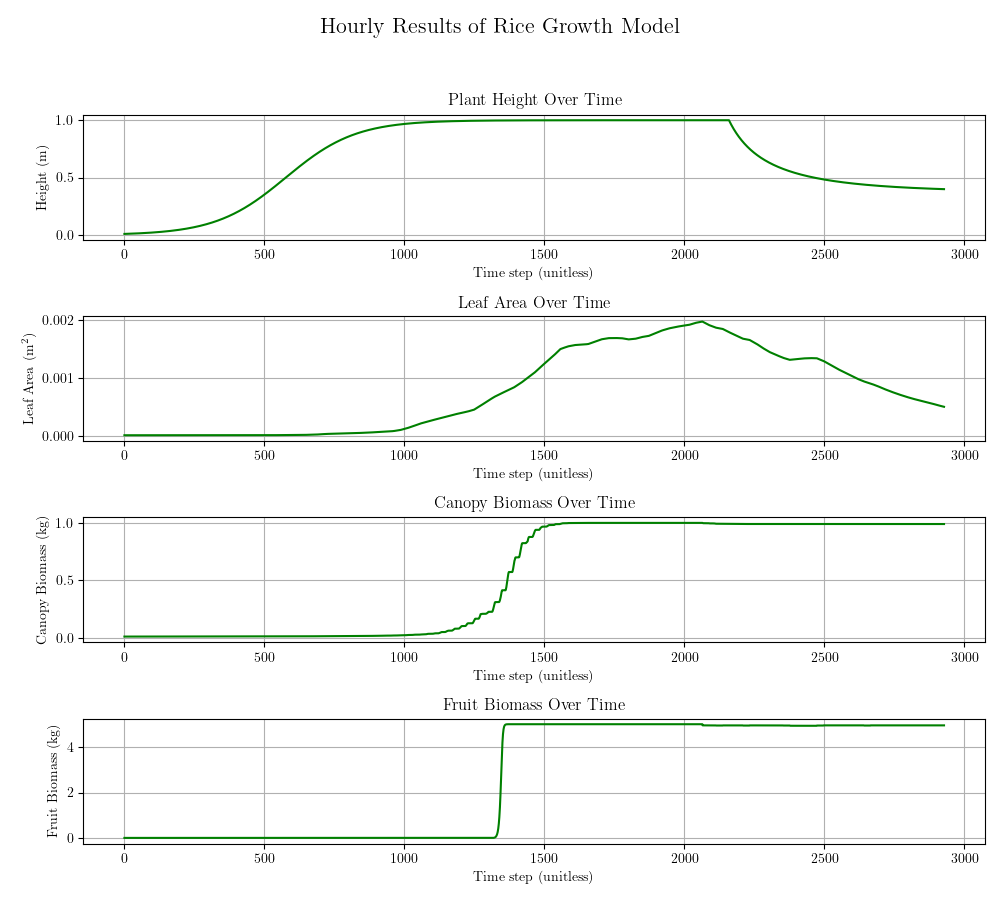 Hourly Results of Rice Growth Model
Plant Height Over Time
Height (m)
1.0
0.5
0.0
0 500 1000 1500 2000 2500 3000
Time step (unitless)
Leaf Area Over Time
Leaf Area (m²)
0.002
0.001
0.000
0 500 1000 1500 2000 2500 3000
Time step (unitless)
Canopy Biomass Over Time
Canopy Biomass (kg)
1.0
0.5
0.0
0 500 1000 1500 2000 2500 3000
Time step (unitless)
Fruit Biomass Over Time
Fruit Biomass (kg)
4
2
0
0 500 1000 1500 2000 2500 3000
Time step (unitless)